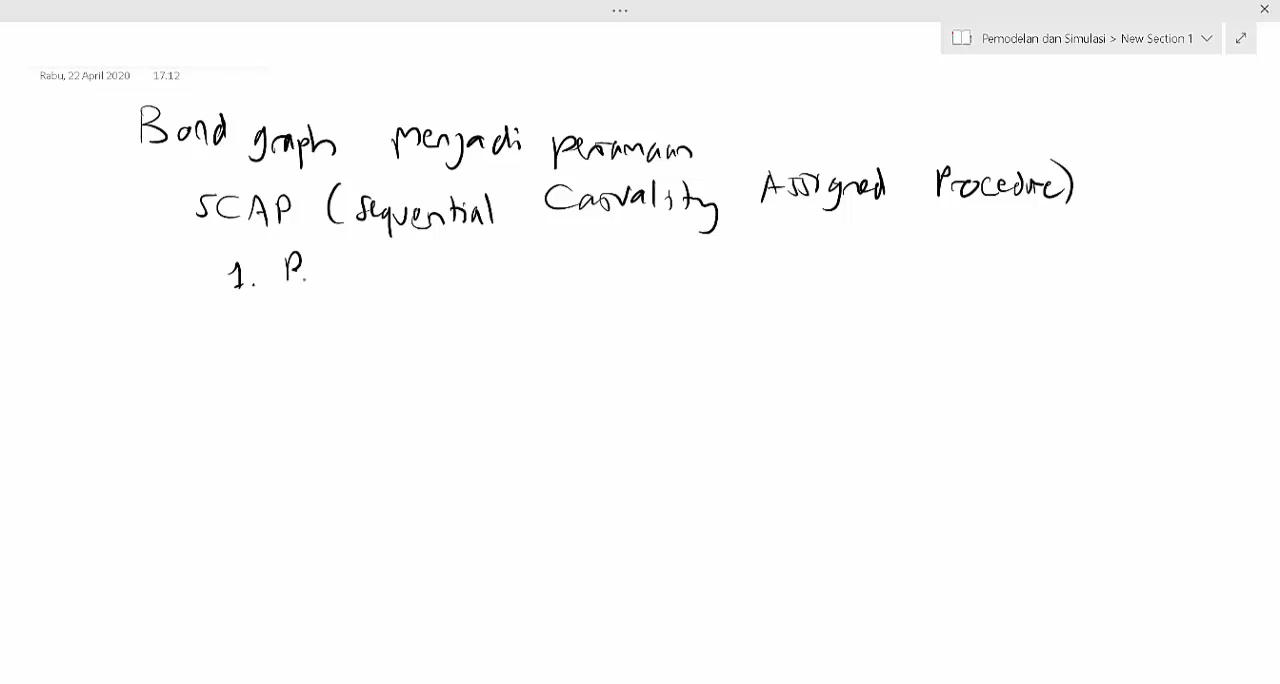 ...
Pemodelan dan Simulasi > New Section 1
Rabu, 22 April 2020 17.12
Bond graph menjadi persamaan
SCAP (sequential Casuality Assigned Procedure)
1. P.